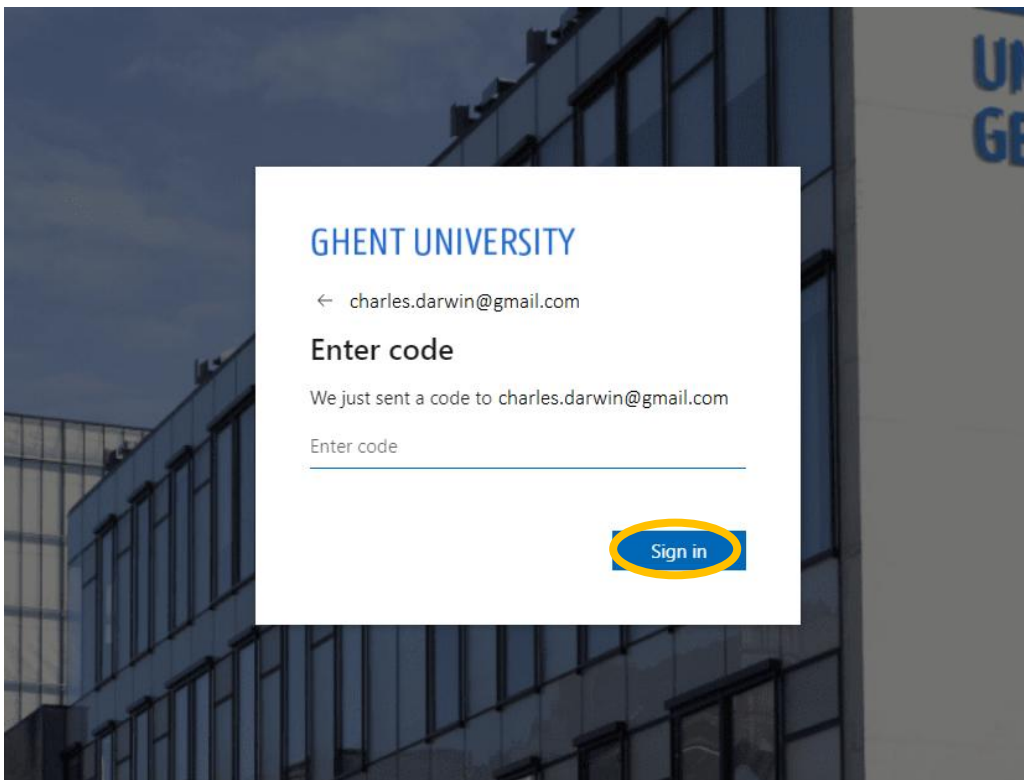 GHENT UNIVERSITY
← charles.darwin@gmail.com
Enter code
We just sent a code to charles.darwin@gmail.com
Enter code
Sign in